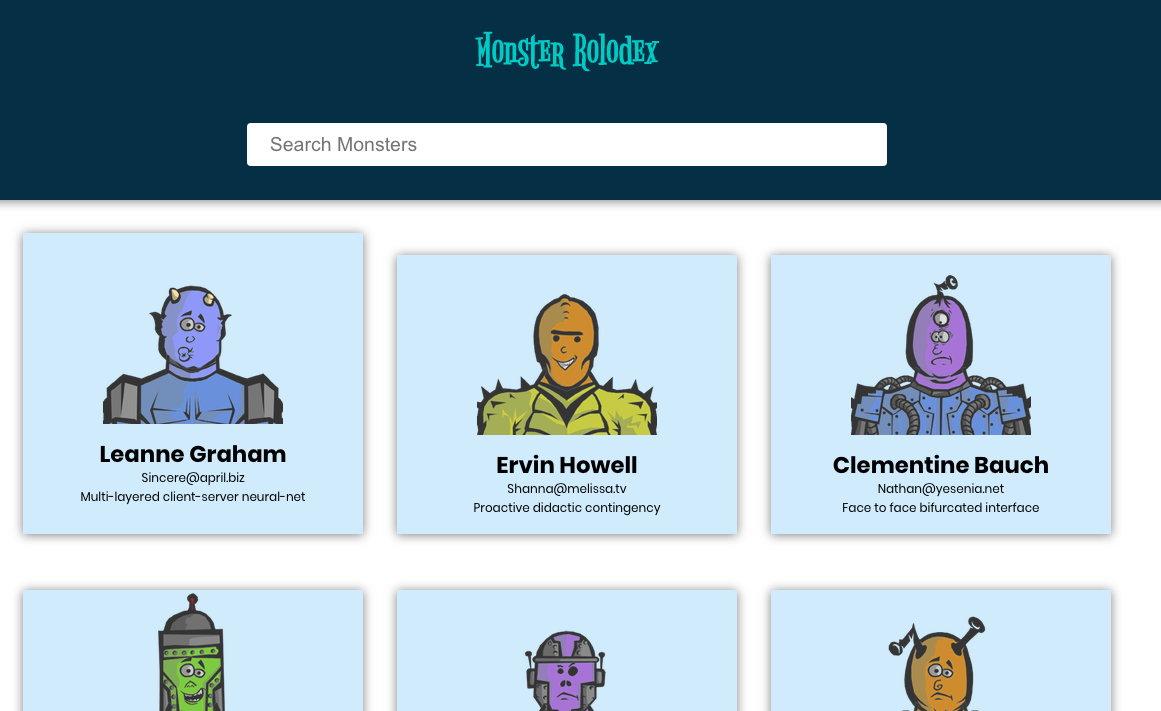 Monster Rolodex
Search Monsters
Leanne Graham
Sincere@april.biz
Multi-layered client-server neural-net
Ervin Howell
Shanna@melissa.tv
Proactive didactic contingency
Clementine Bauch
Nathan@yesenia.net
Face to face bifurcated interface